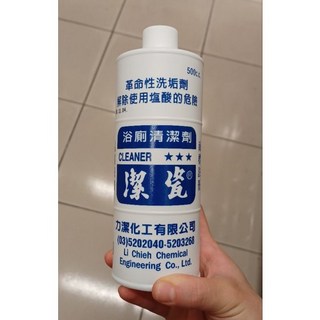 500c.c
革命性洗垢劑
解除使用塩酸的危險
浴厠清潔劑
CLEANER ★★★
潔瓷®
力潔化工有限公司
(03)5202040-5203268
Li Chieh Chemical
Engineering Co., Ltd.